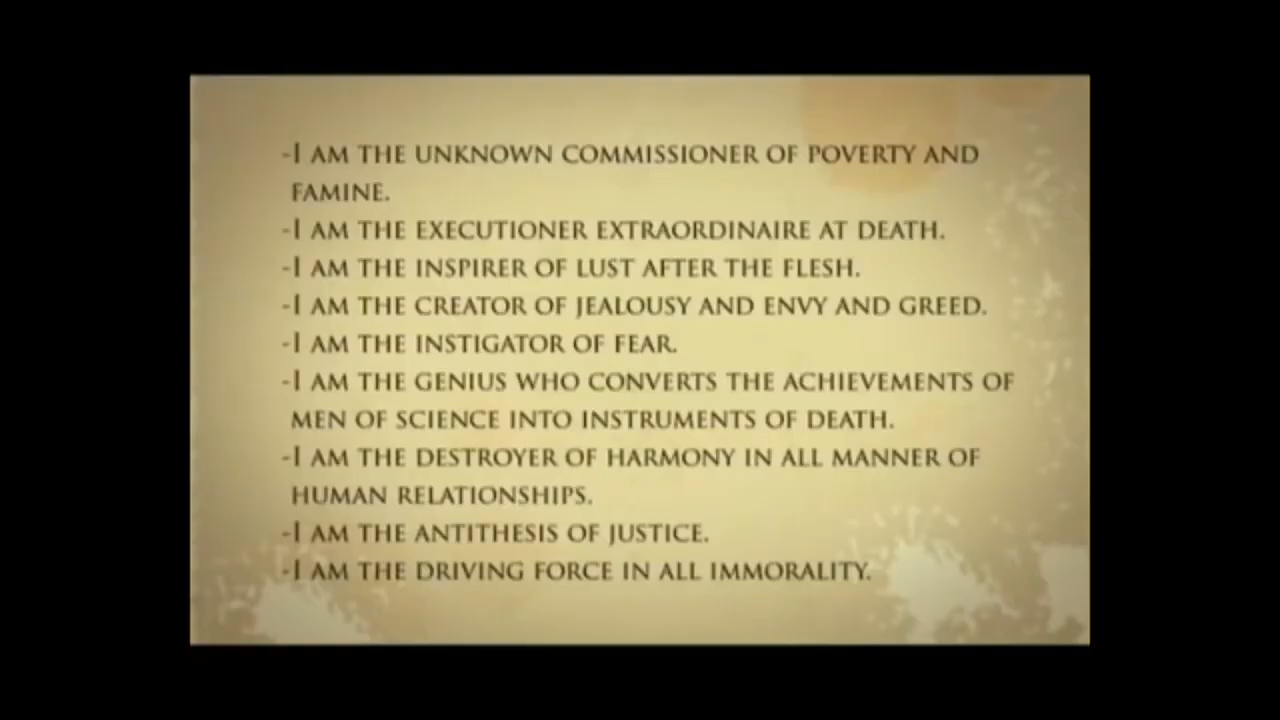 -I AM THE UNKNOWN COMMISSIONER OF POVERTY AND
FAMINE.
-I AM THE EXECUTIONER EXTRAORDINAIRE AT DEATH.
-I AM THE INSPIRER OF LUST AFTER THE FLESH.
-I AM THE CREATOR OF JEALOUSY AND ENVY AND GREED.
-I AM THE INSTIGATOR OF FEAR.
-I AM THE GENIUS WHO CONVERTS THE ACHIEVEMENTS OF
MEN OF SCIENCE INTO INSTRUMENTS OF DEATH.
-I AM THE DESTROYER OF HARMONY IN ALL MANNER OF
HUMAN RELATIONSHIPS.
-I AM THE ANTITHESIS OF JUSTICE.
-I AM THE DRIVING FORCE IN ALL IMMORALITY.